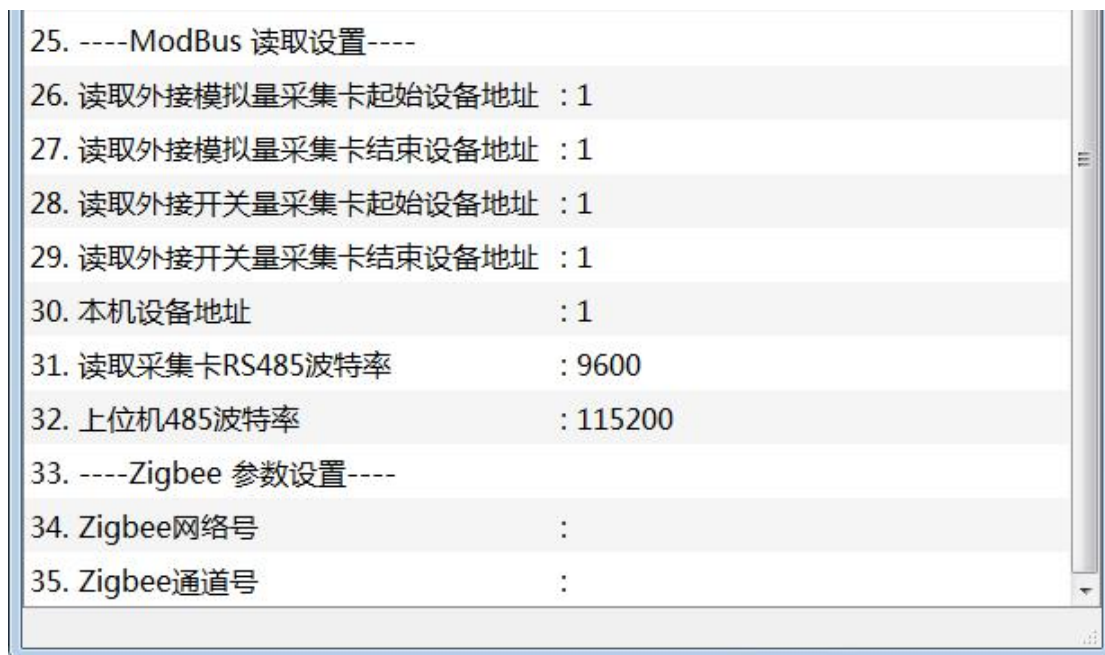 25. ----ModBus 读取设置----
26. 读取外接模拟量采集卡起始设备地址 : 1
27. 读取外接模拟量采集卡结束设备地址 : 1
28. 读取外接开关量采集卡起始设备地址 : 1
29. 读取外接开关量采集卡结束设备地址 : 1
30. 本机设备地址 : 1
31. 读取采集卡RS485波特率 : 9600
32. 上位机485波特率 : 115200
33. ----Zigbee 参数设置----
34. Zigbee网络号 :
35. Zigbee通道号 :